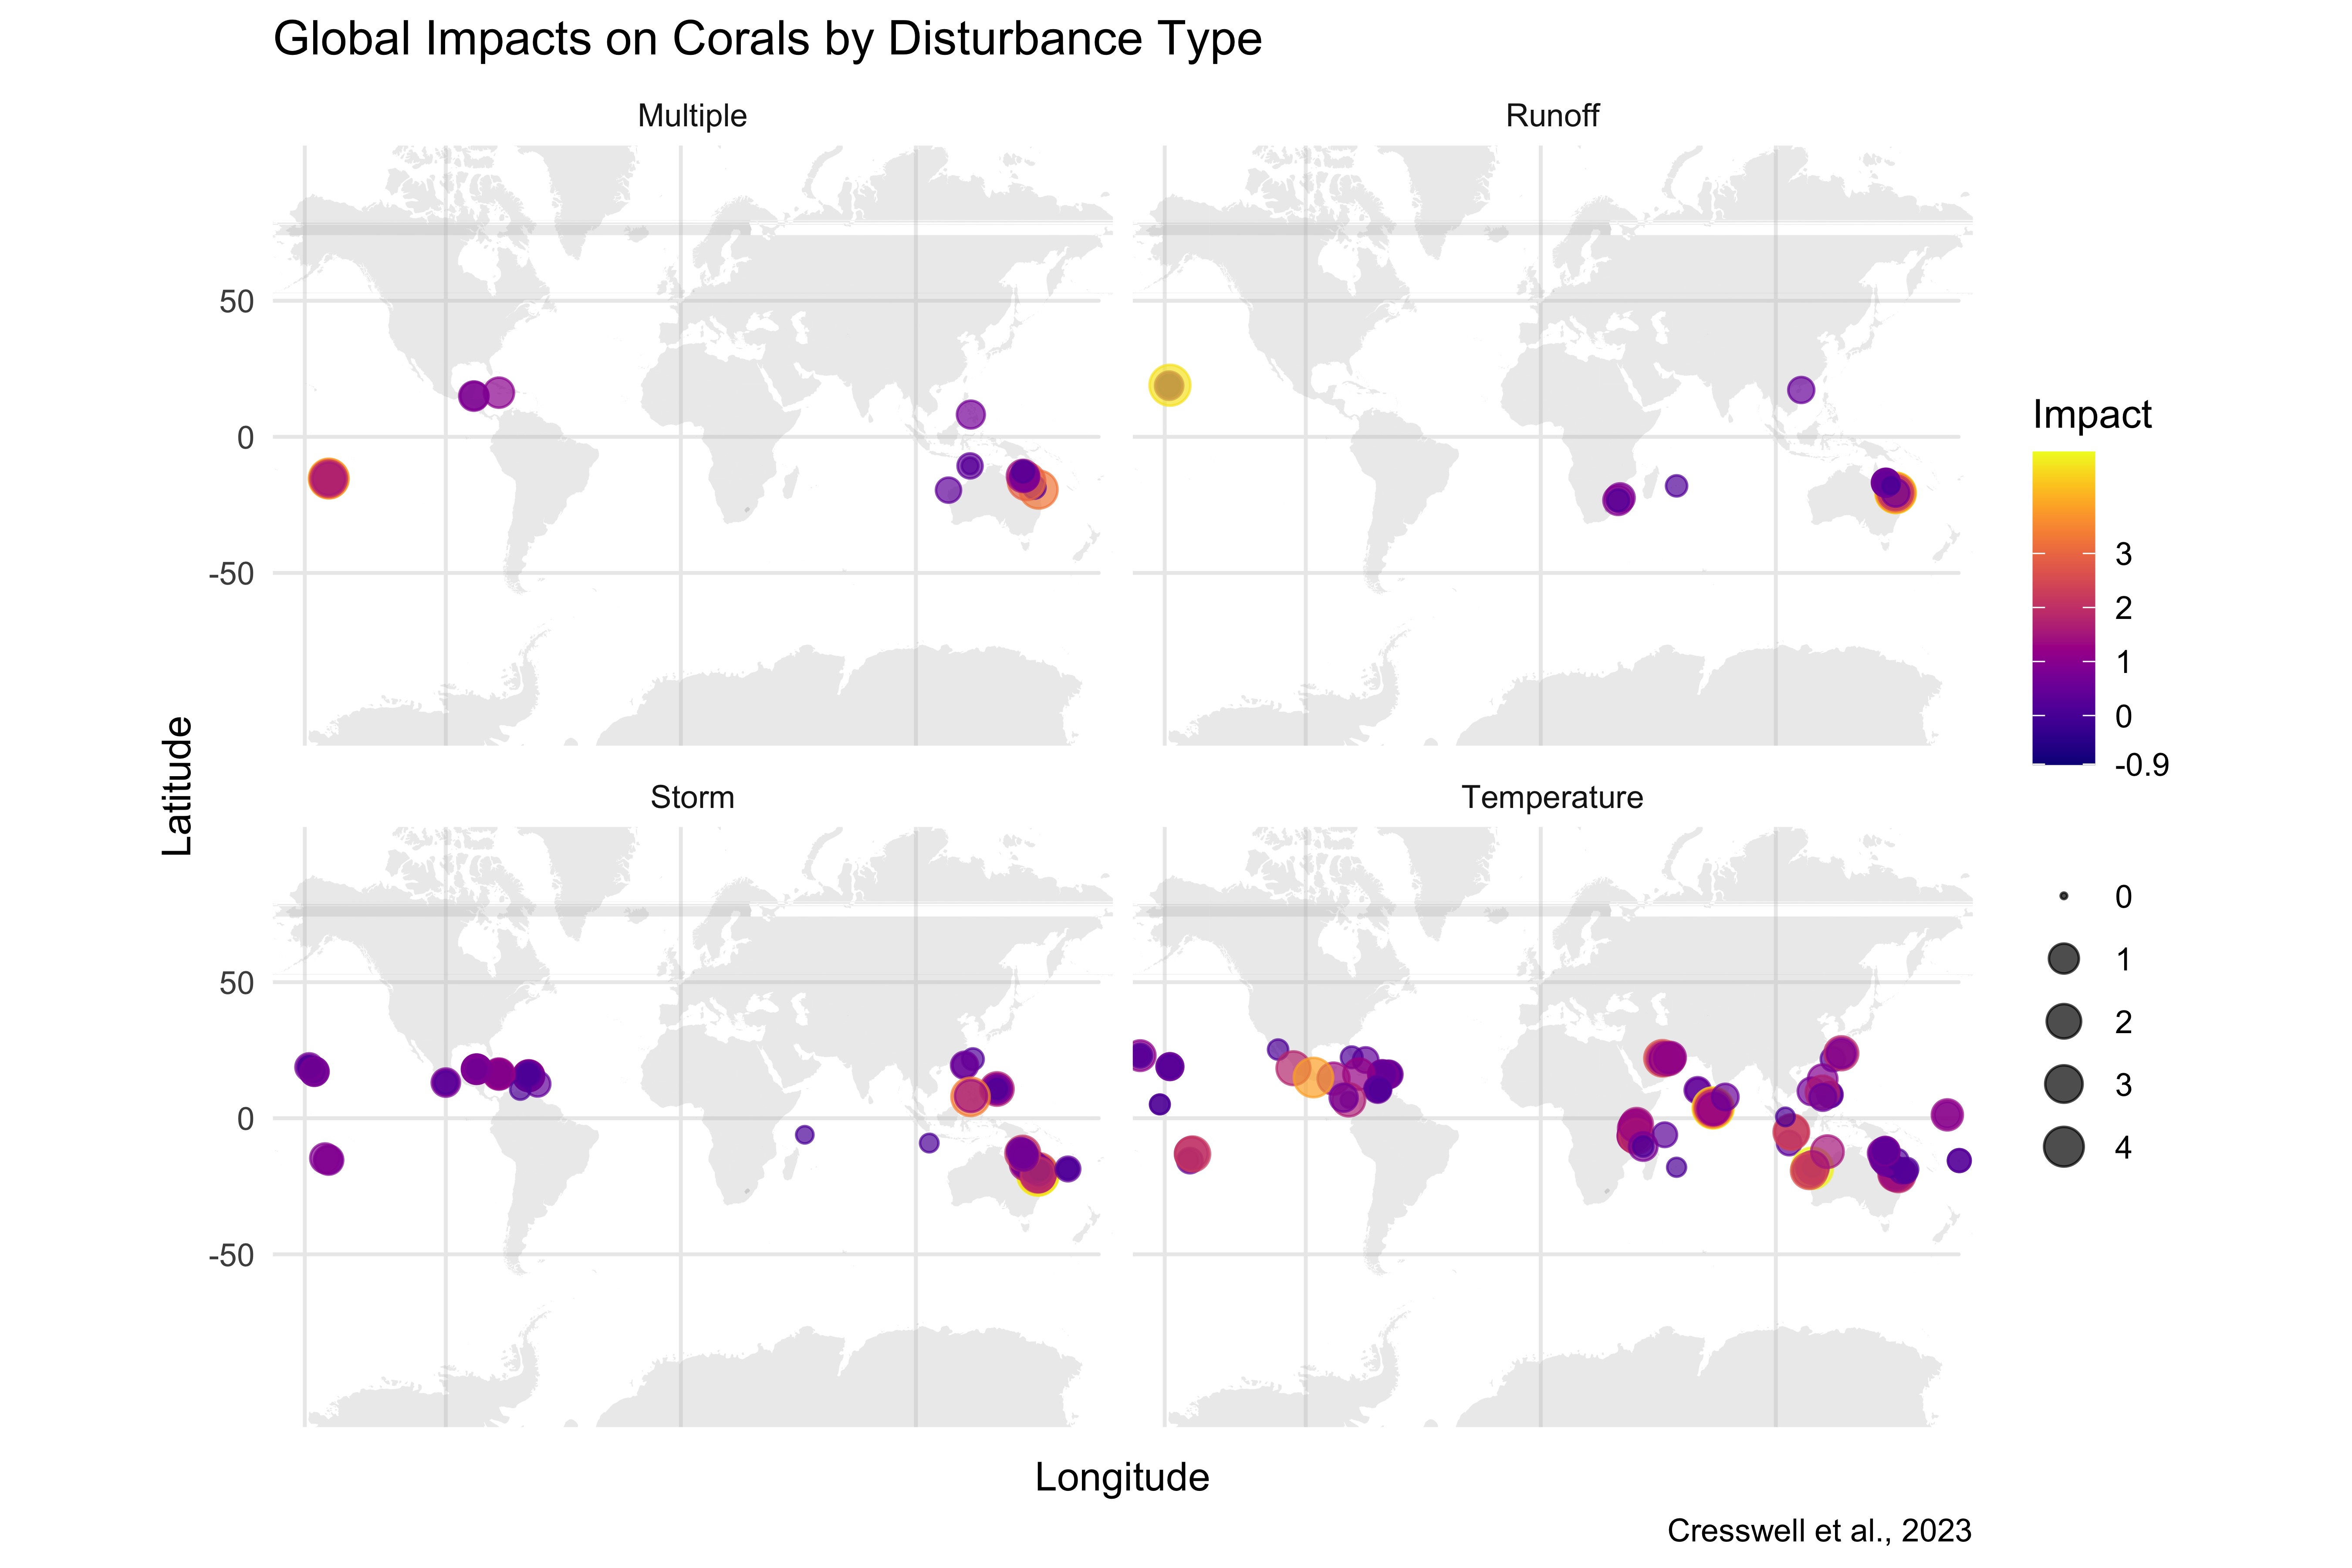 Global Impacts on Corals by Disturbance Type
Multiple
Runoff
50
0
-50
Storm
Temperature
50
0
-50
Latitude
Longitude
Impact
3
2
1
0
-0.9
0
1
2
3
4
Cresswell et al., 2023